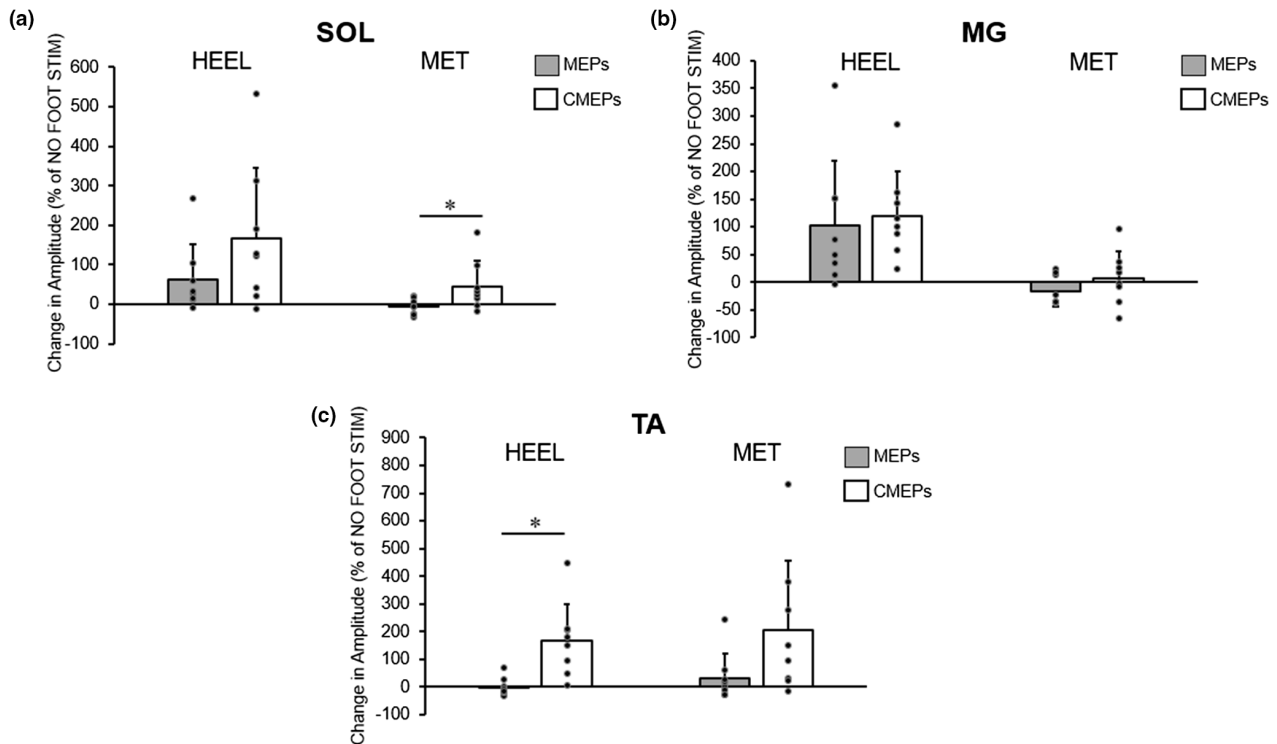 (a)
SOL
HEEL
MET
MEPs
CMEPs
Change in Amplitude (% of NO FOOT STIM)
600
500
400
300
200
100
0
-100
*
(b)
MG
HEEL
MET
MEPs
CMEPs
Change in Amplitude (% of NO FOOT STIM)
400
350
300
250
200
150
100
50
0
-50
-100
(c)
TA
HEEL
MET
MEPs
CMEPs
Change in Amplitude (% of NO FOOT STIM)
900
800
700
600
500
400
300
200
100
0
-100
*